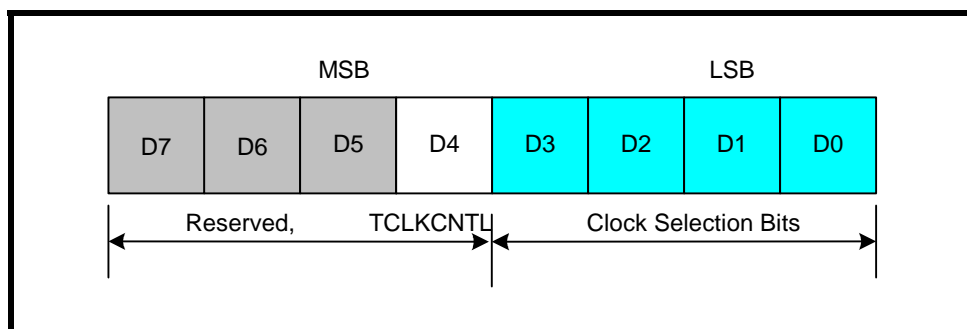 MSB LSB
D7 D6 D5 D4 D3 D2 D1 D0
Reserved, TCLKCNTL Clock Selection Bits